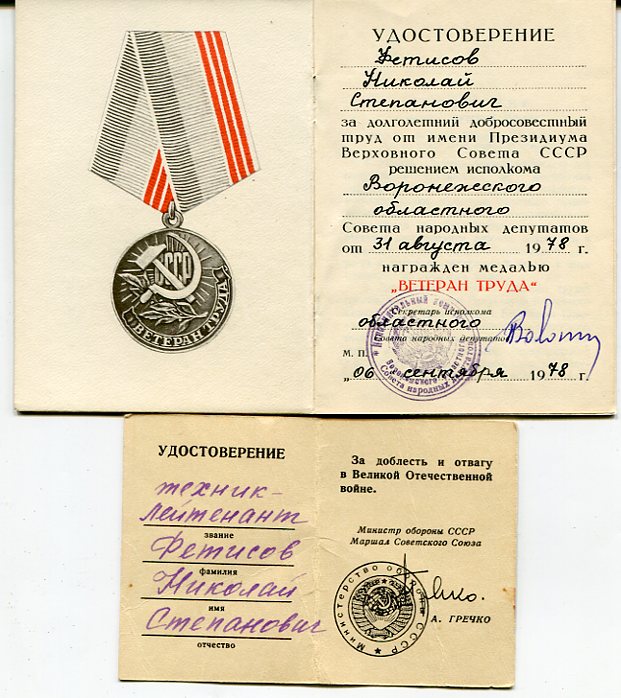 СССР
ВЕТЕРАН ТРУДА
УДОСТОВЕРЕНИЕ
Фетисов
Николай
Степанович
за долголетний добросовестный
труд от имени Президиума
Верховного Совета СССР
решением исполкома
Воронежского
областного
Совета народных депутатов
от 31 августа 1978 г.
награжден медалью
„ВЕТЕРАН ТРУДА“
Секретарь исполкома
областного
Совета народных депутатов
М. П.
„06 сентября 1978 г.
УДОСТОВЕРЕНИЕ
техник-
лейтенант
звание
Фетисов
фамилия
Николай
имя
Степанович
отчество
За доблесть и отвагу
в Великой Отечественной
войне.
Министр обороны СССР
Маршал Советского Союза
А. ГРЕЧКО
Министерство обороны СССР